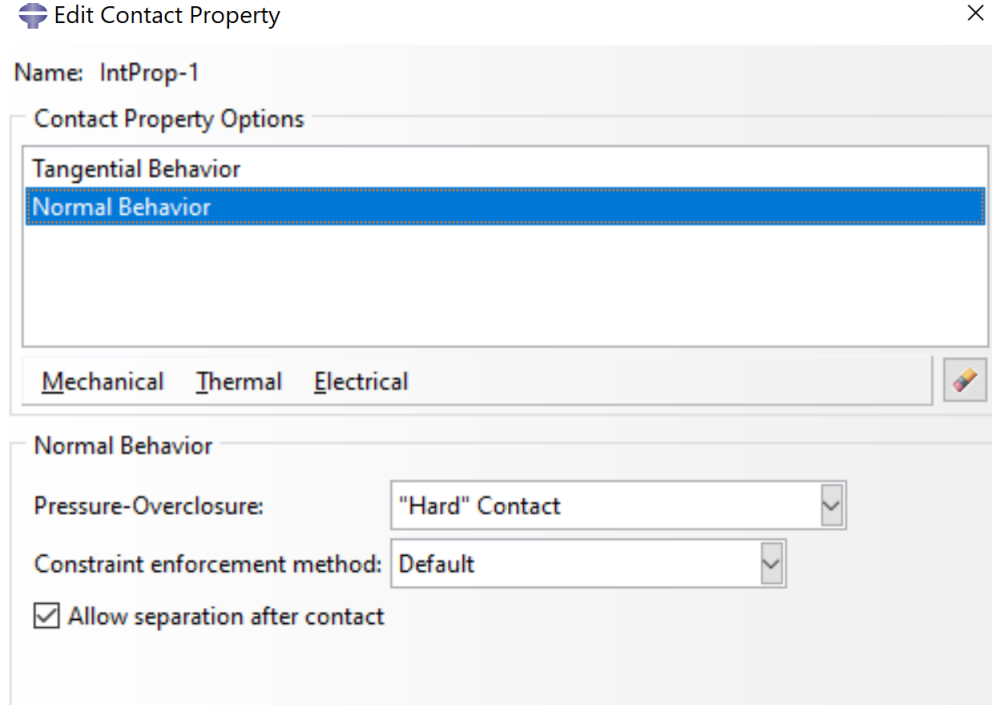 Edit Contact Property
Name: IntProp-1
Contact Property Options
Tangential Behavior
Normal Behavior
Mechanical Thermal Electrical
Normal Behavior
Pressure-Overclosure: "Hard" Contact
Constraint enforcement method: Default
Allow separation after contact